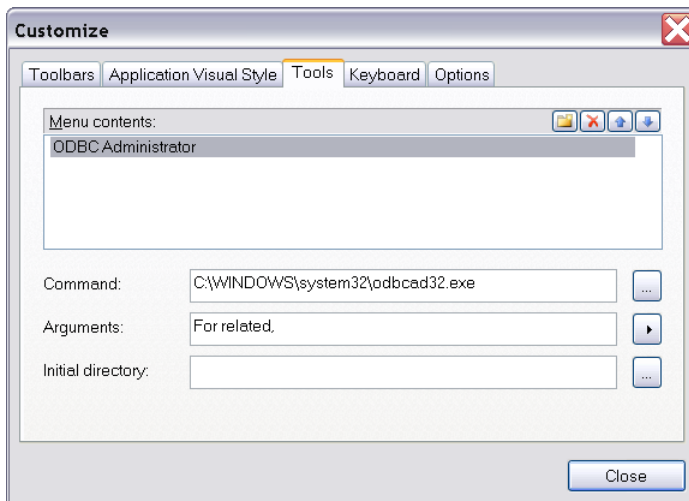 Customize
Toolbars Application Visual Style Tools Keyboard Options
Menu contents:
ODBC Administrator
Command: C:\WINDOWS\system32\odbcad32.exe ...
Arguments: For related,
Initial directory: ...
Close